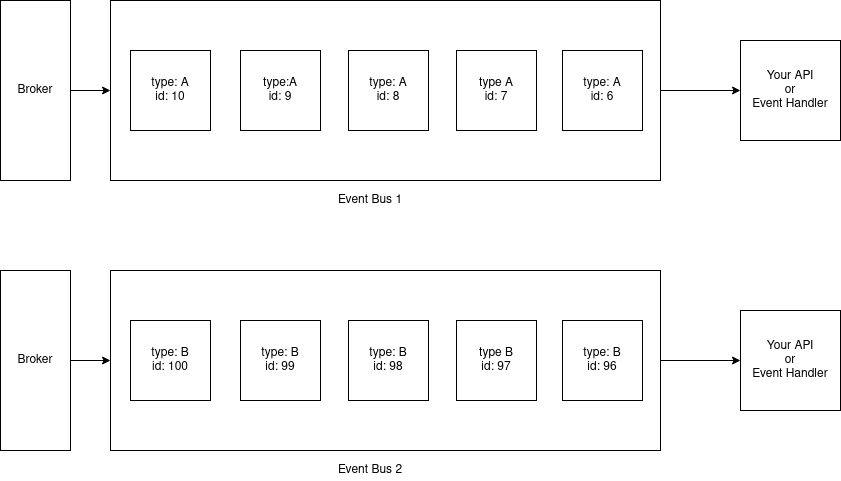 Broker
type: A
id: 10
type:A
id: 9
type: A
id: 8
type A
id: 7
type: A
id: 6
Your API
or
Event Handler
Event Bus 1
Broker
type: B
id: 100
type: B
id: 99
type: B
id: 98
type B
id: 97
type: B
id: 96
Your API
or
Event Handler
Event Bus 2